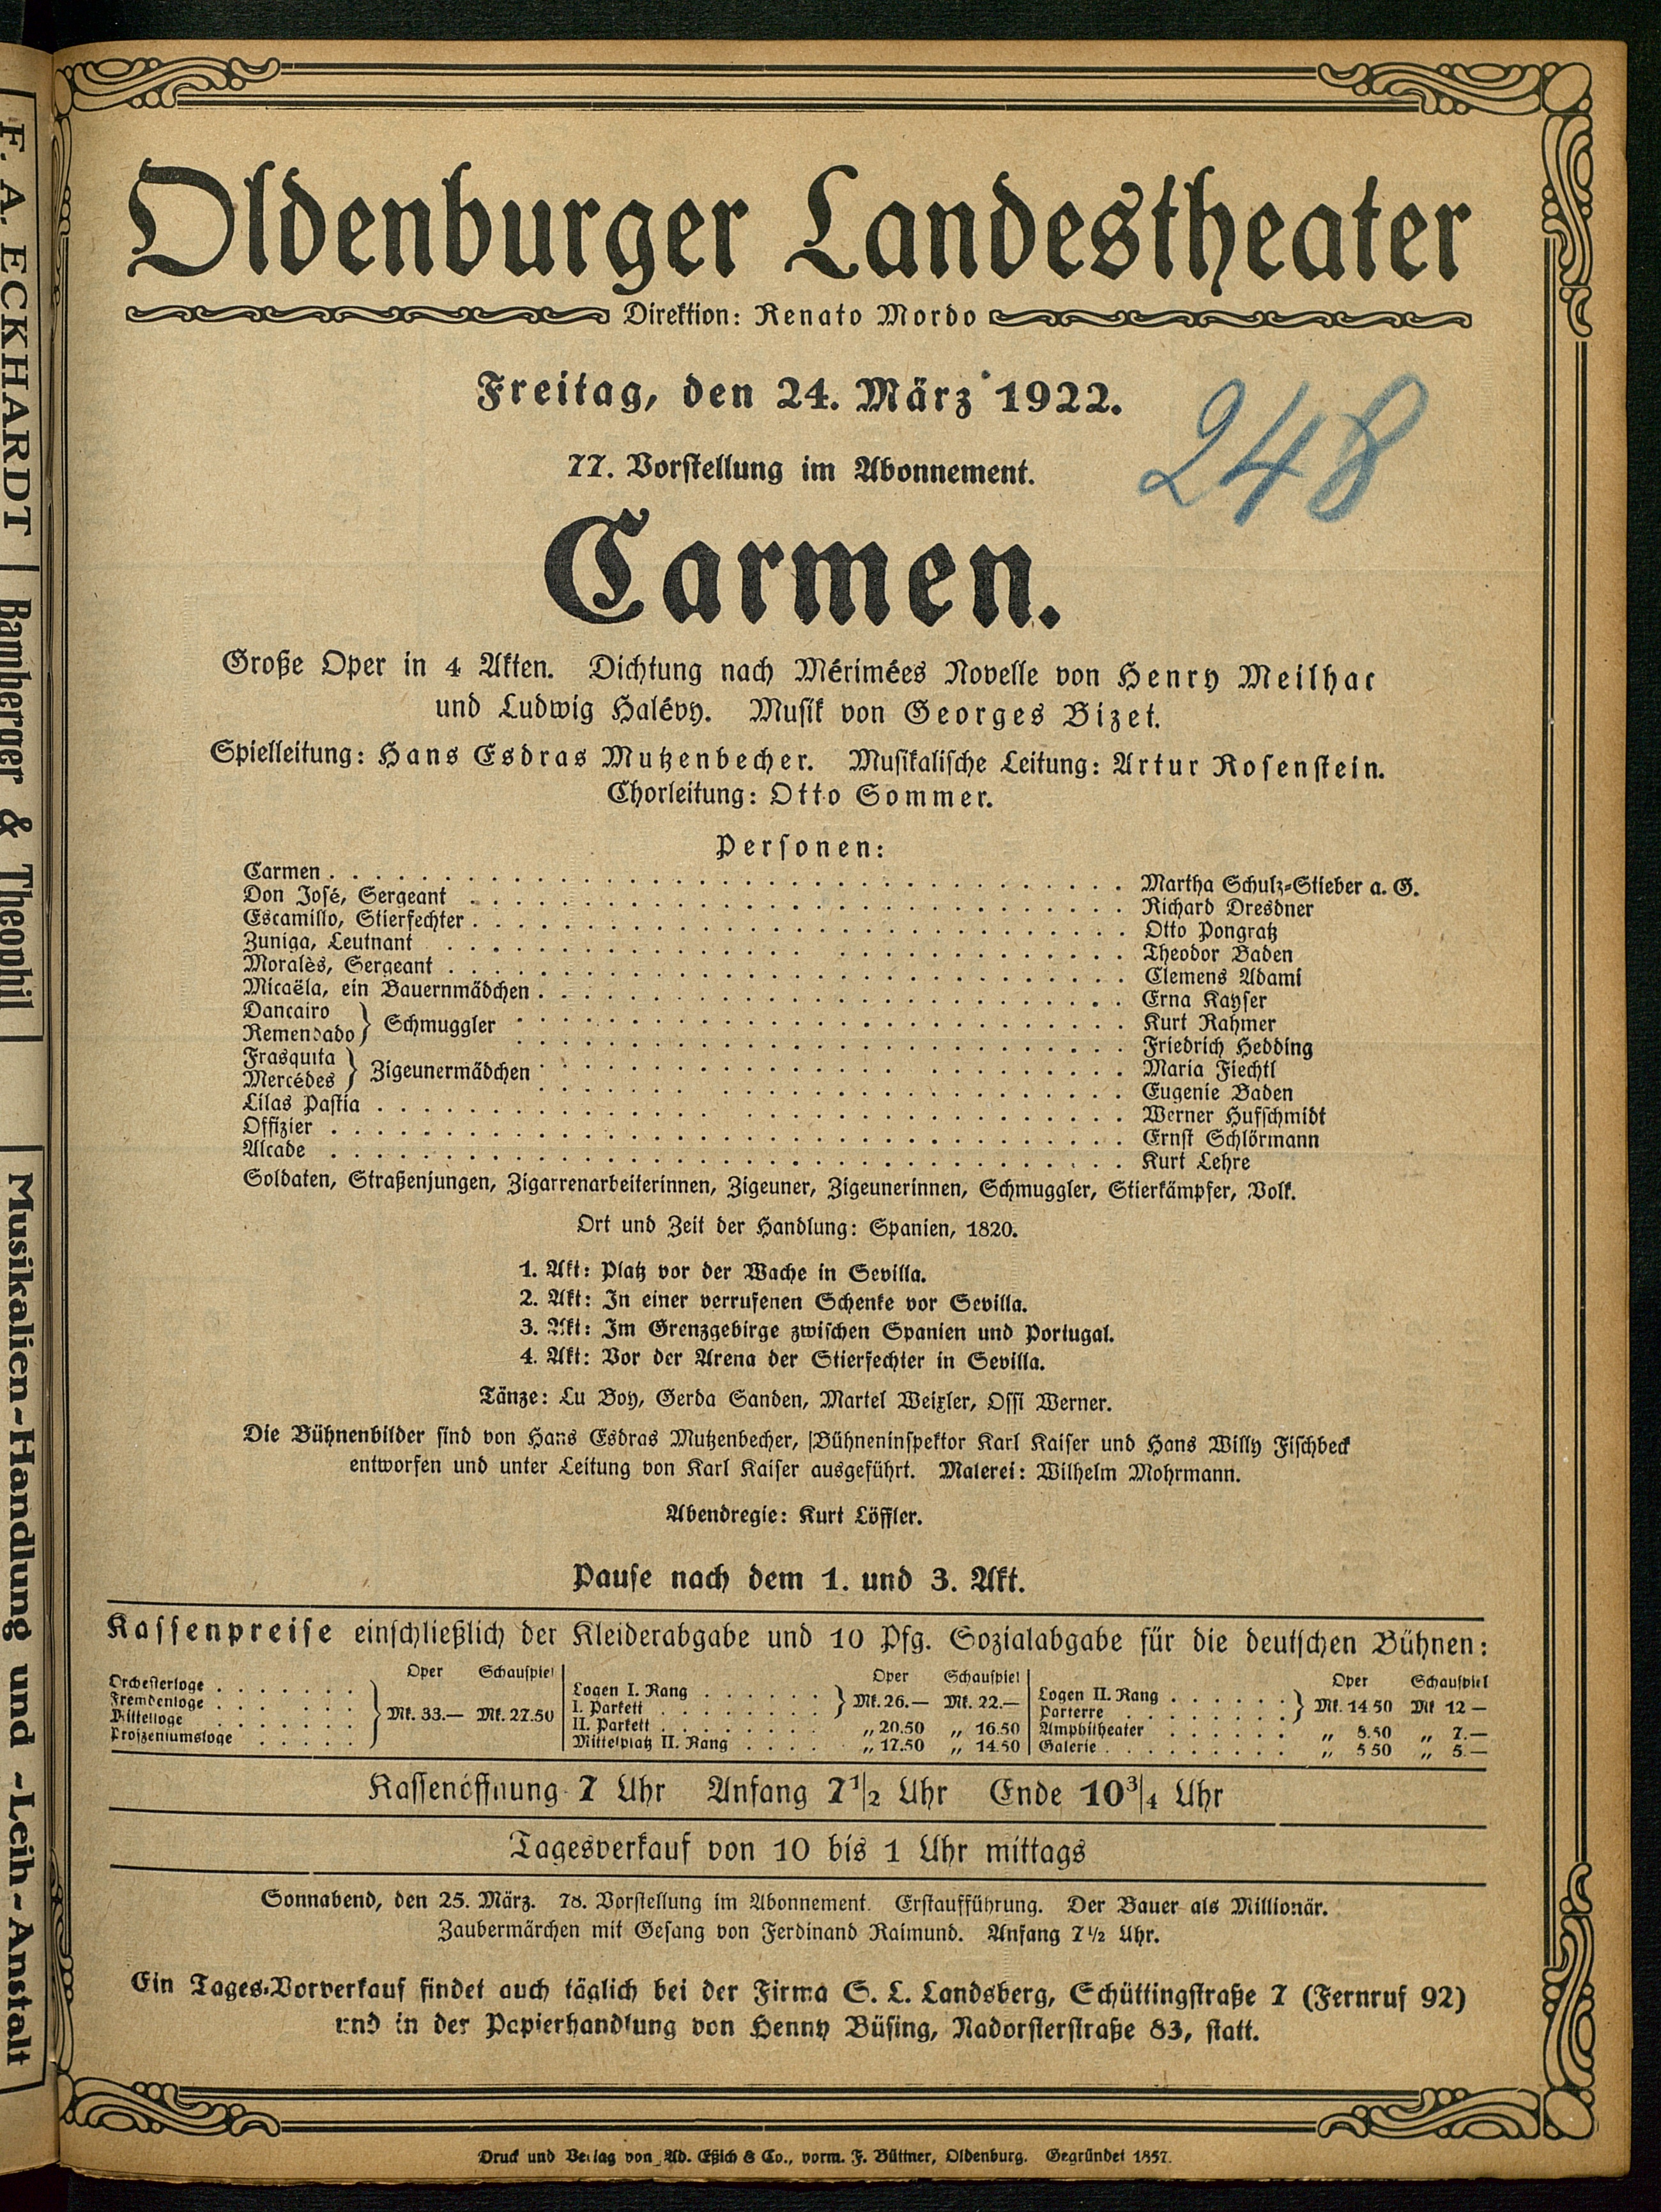 Oldenburger Landestheater
Direktion: Renato Mordo
Freitag, den 24. März 1922.
248
77. Vorstellung im Abonnement.
Carmen.
Große Oper in 4 Akten. Dichtung nach Mérimées Novelle von Henry Meilhac
und Ludwig Halévy. Musik von Georges Bizet.
Spielleitung: Hans Esdras Mutzenbecher. Musikalische Leitung: Artur Rosenstein.
Chorleitung: Otto Sommer.
Personen:
Carmen . . . . Martha Schulz-Stieber a. G.
Don José, Sergeant . . . . Richard Dresdner
Escamillo, Stierfechter . . . . Otto Pongratz
Zuniga, Leutnant . . . . Theodor Baden
Moralès, Sergeant . . . . Clemens Adami
Micaëla, ein Bauernmädchen . . . . Erna Kayser
Dancairo } Schmuggler . . . . Kurt Rahmer
Remendado } . . . . Friedrich Hedding
Frasquita } Zigeunermädchen . . . . Maria Fiechtl
Mercédes } . . . . Eugenie Baden
Lilas Pastia . . . . Werner Hufschmidt
Offizier . . . . Ernst Schlörmann
Alcade . . . . Kurt Lehre
Soldaten, Straßenjungen, Zigarrenarbeiterinnen, Zigeuner, Zigeunerinnen, Schmuggler, Stierkämpfer, Volk.
Ort und Zeit der Handlung: Spanien, 1820.
1. Akt: Platz vor der Wache in Sevilla.
2. Akt: In einer verrufenen Schenke vor Sevilla.
3. Akt: Im Grenzgebirge zwischen Spanien und Portugal.
4. Akt: Vor der Arena der Stierfechter in Sevilla.
Tänze: Lu Boy, Gerda Sanden, Martel Weixler, Ossi Werner.
Die Bühnenbilder sind von Hans Esdras Mutzenbecher, Bühneninspektor Karl Kaiser und Hans Willy Fischbeck
entworfen und unter Leitung von Karl Kaiser ausgeführt. Malerei: Wilhelm Mohrmann.
Abendregie: Kurt Löffler.
Pause nach dem 1. und 3. Akt.
Kassenpreise einschließlich der Kleiderabgabe und 10 Pfg. Sozialabgabe für die deutschen Bühnen:
Oper Schauspiel
Orchesterloge
Fremdenloge
Mittelloge
Proszeniumsloge
Mk. 33.— Mk. 27.50
Oper Schauspiel
Logen I. Rang
I. Parkett
Mk. 26.— Mk. 22.—
II. Parkett „ 20.50 „ 16.50
Mittelplatz II. Rang „ 17.50 „ 14.50
Oper Schauspiel
Logen II. Rang
Parterre
Mk. 14 50 Mk 12 —
Amphitheater „ 8.50 „ 7.—
Galerie „ 5 50 „ 5.—
Kassenöffnung 7 Uhr Anfang 7 1/2 Uhr Ende 10 3/4 Uhr
Tagesverkauf von 10 bis 1 Uhr mittags
Sonnabend, den 25. März. 78. Vorstellung im Abonnement. Erstaufführung. Der Bauer als Millionär.
Zaubermärchen mit Gesang von Ferdinand Raimund. Anfang 7 1/2 Uhr.
Ein Tages-Vorverkauf findet auch täglich bei der Firma S. L. Landsberg, Schüttingstraße 7 (Fernruf 92)
und in der Papierhandlung von Henny Büsing, Nadorsterstraße 83, statt.
Druck und Verlag von Ad. Eßich & Co., vorm. F. Büttner, Oldenburg. Gegründet 1857.
F. A. ECKHARDT
Bamberger & Theophil
Musikalien-Handlung und -Leih-Anstalt